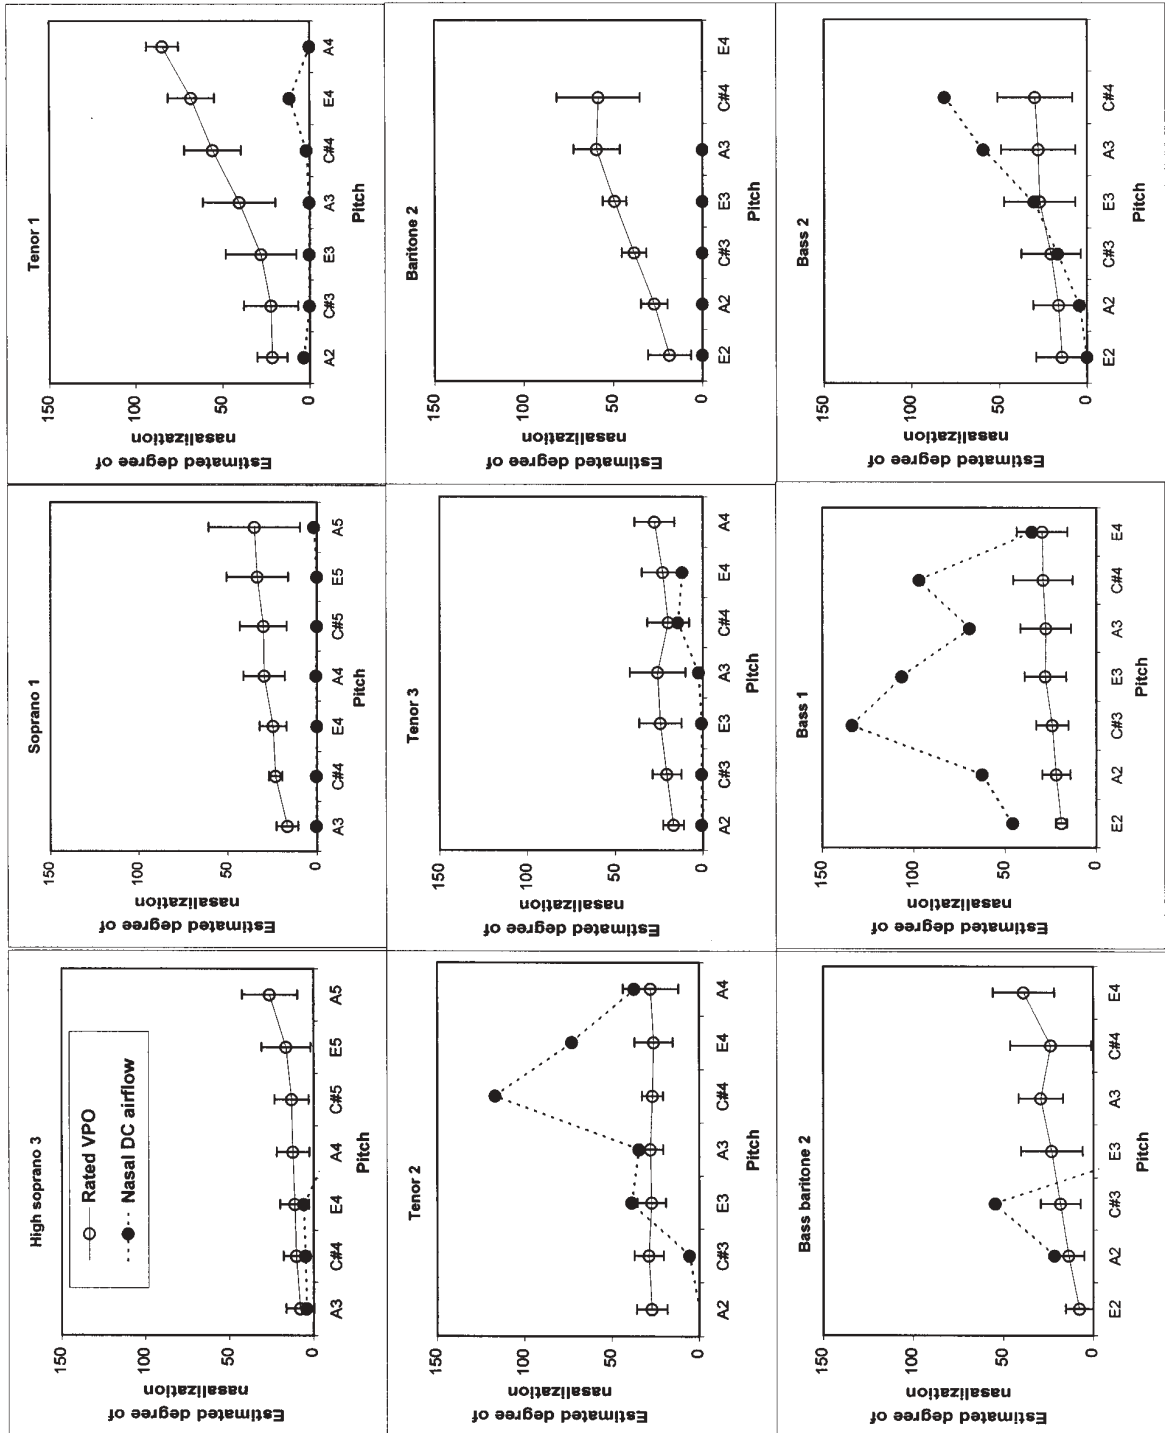 High soprano 3
Estimated degree of
nasalization
150
100
50
0
Rated VPO
Nasal DC airflow
A3 C#4 E4 A4 C#5 E5 A5
Pitch
Soprano 1
Estimated degree of
nasalization
150
100
50
0
A3 C#4 E4 A4 C#5 E5 A5
Pitch
Tenor 1
Estimated degree of
nasalization
150
100
50
0
A2 C#3 E3 A3 C#4 E4 A4
Pitch
Tenor 2
Estimated degree of
nasalization
150
100
50
0
A2 C#3 E3 A3 C#4 E4 A4
Pitch
Tenor 3
Estimated degree of
nasalization
150
100
50
0
A2 C#3 E3 A3 C#4 E4 A4
Pitch
Baritone 2
Estimated degree of
nasalization
150
100
50
0
E2 A2 C#3 E3 A3 C#4 E4
Pitch
Bass baritone 2
Estimated degree of
nasalization
150
100
50
0
E2 A2 C#3 E3 A3 C#4 E4
Pitch
Bass 1
Estimated degree of
nasalization
150
100
50
0
E2 A2 C#3 E3 A3 C#4 E4
Pitch
Bass 2
Estimated degree of
nasalization
150
100
50
0
E2 A2 C#3 E3 A3 C#4
Pitch